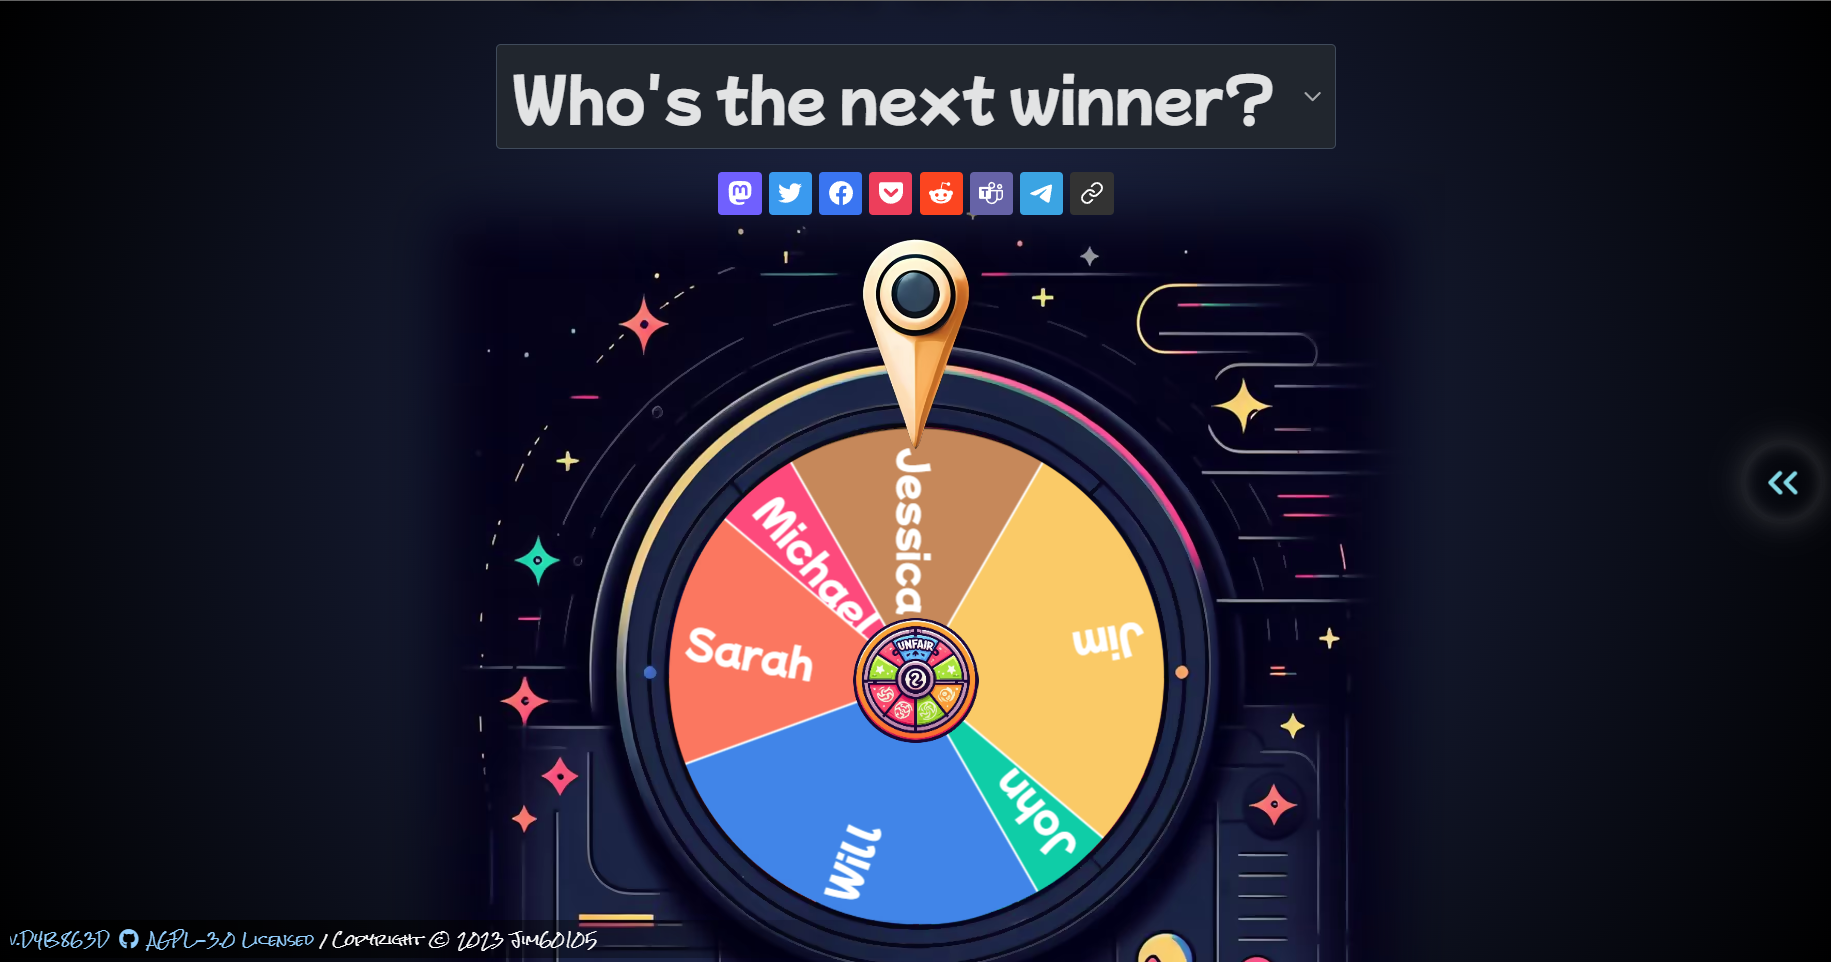 Who's the next winner?
Jessica
Jim
Michael
Sarah
UNFAIR
John
Will
v.D4B863D AGPL-3.0 Licensed / Copyright © 2023 Jim60105